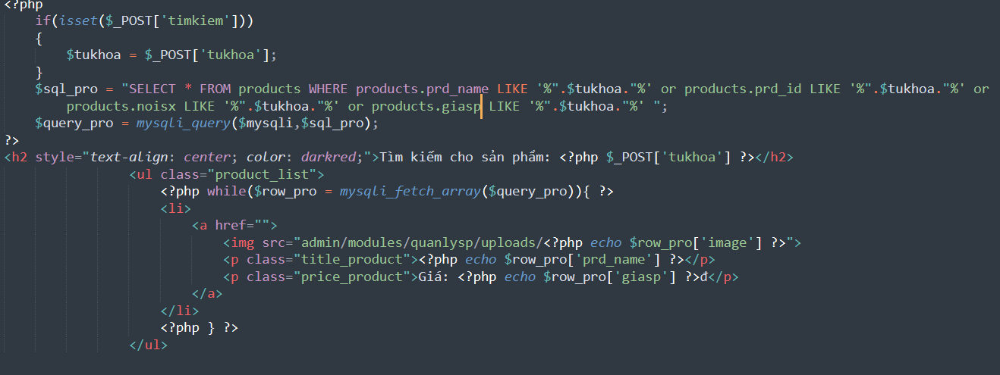 <?php
if(isset($_POST['timkiem']))
{
$tukhoa = $_POST['tukhoa'];
}
$sql_pro = "SELECT * FROM products WHERE products.prd_name LIKE '%".$tukhoa."%' or products.prd_id LIKE '%".$tukhoa."%' or
products.noisx LIKE '%".$tukhoa."%' or products.giasp LIKE '%".$tukhoa."%' ";
$query_pro = mysqli_query($mysqli,$sql_pro);
?>
<h2 style="text-align: center; color: darkred;">Tìm kiếm cho sản phẩm: <?php $_POST['tukhoa'] ?></h2>
<ul class="product_list">
<?php while($row_pro = mysqli_fetch_array($query_pro)){ ?>
<li>
<a href="">
<img src="admin/modules/quanlysp/uploads/<?php echo $row_pro['image'] ?>">
<p class="title_product"><?php echo $row_pro['prd_name'] ?></p>
<p class="price_product">Giá: <?php echo $row_pro['giasp'] ?>đ</p>
</a>
</li>
<?php } ?>
</ul>